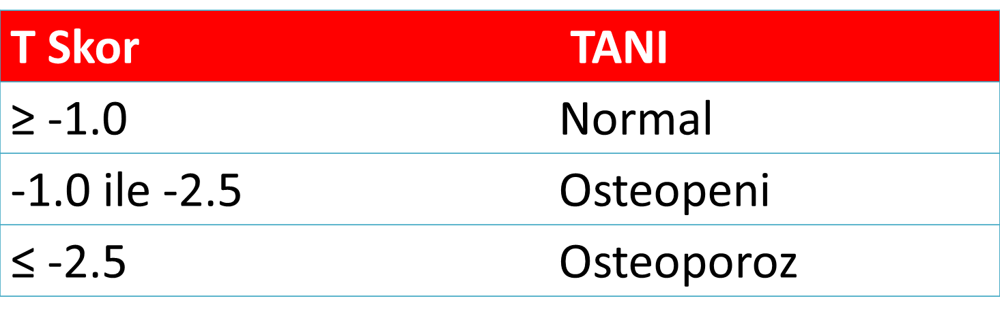 T Skor TANI
≥ -1.0 Normal
-1.0 ile -2.5 Osteopeni
≤ -2.5 Osteoporoz